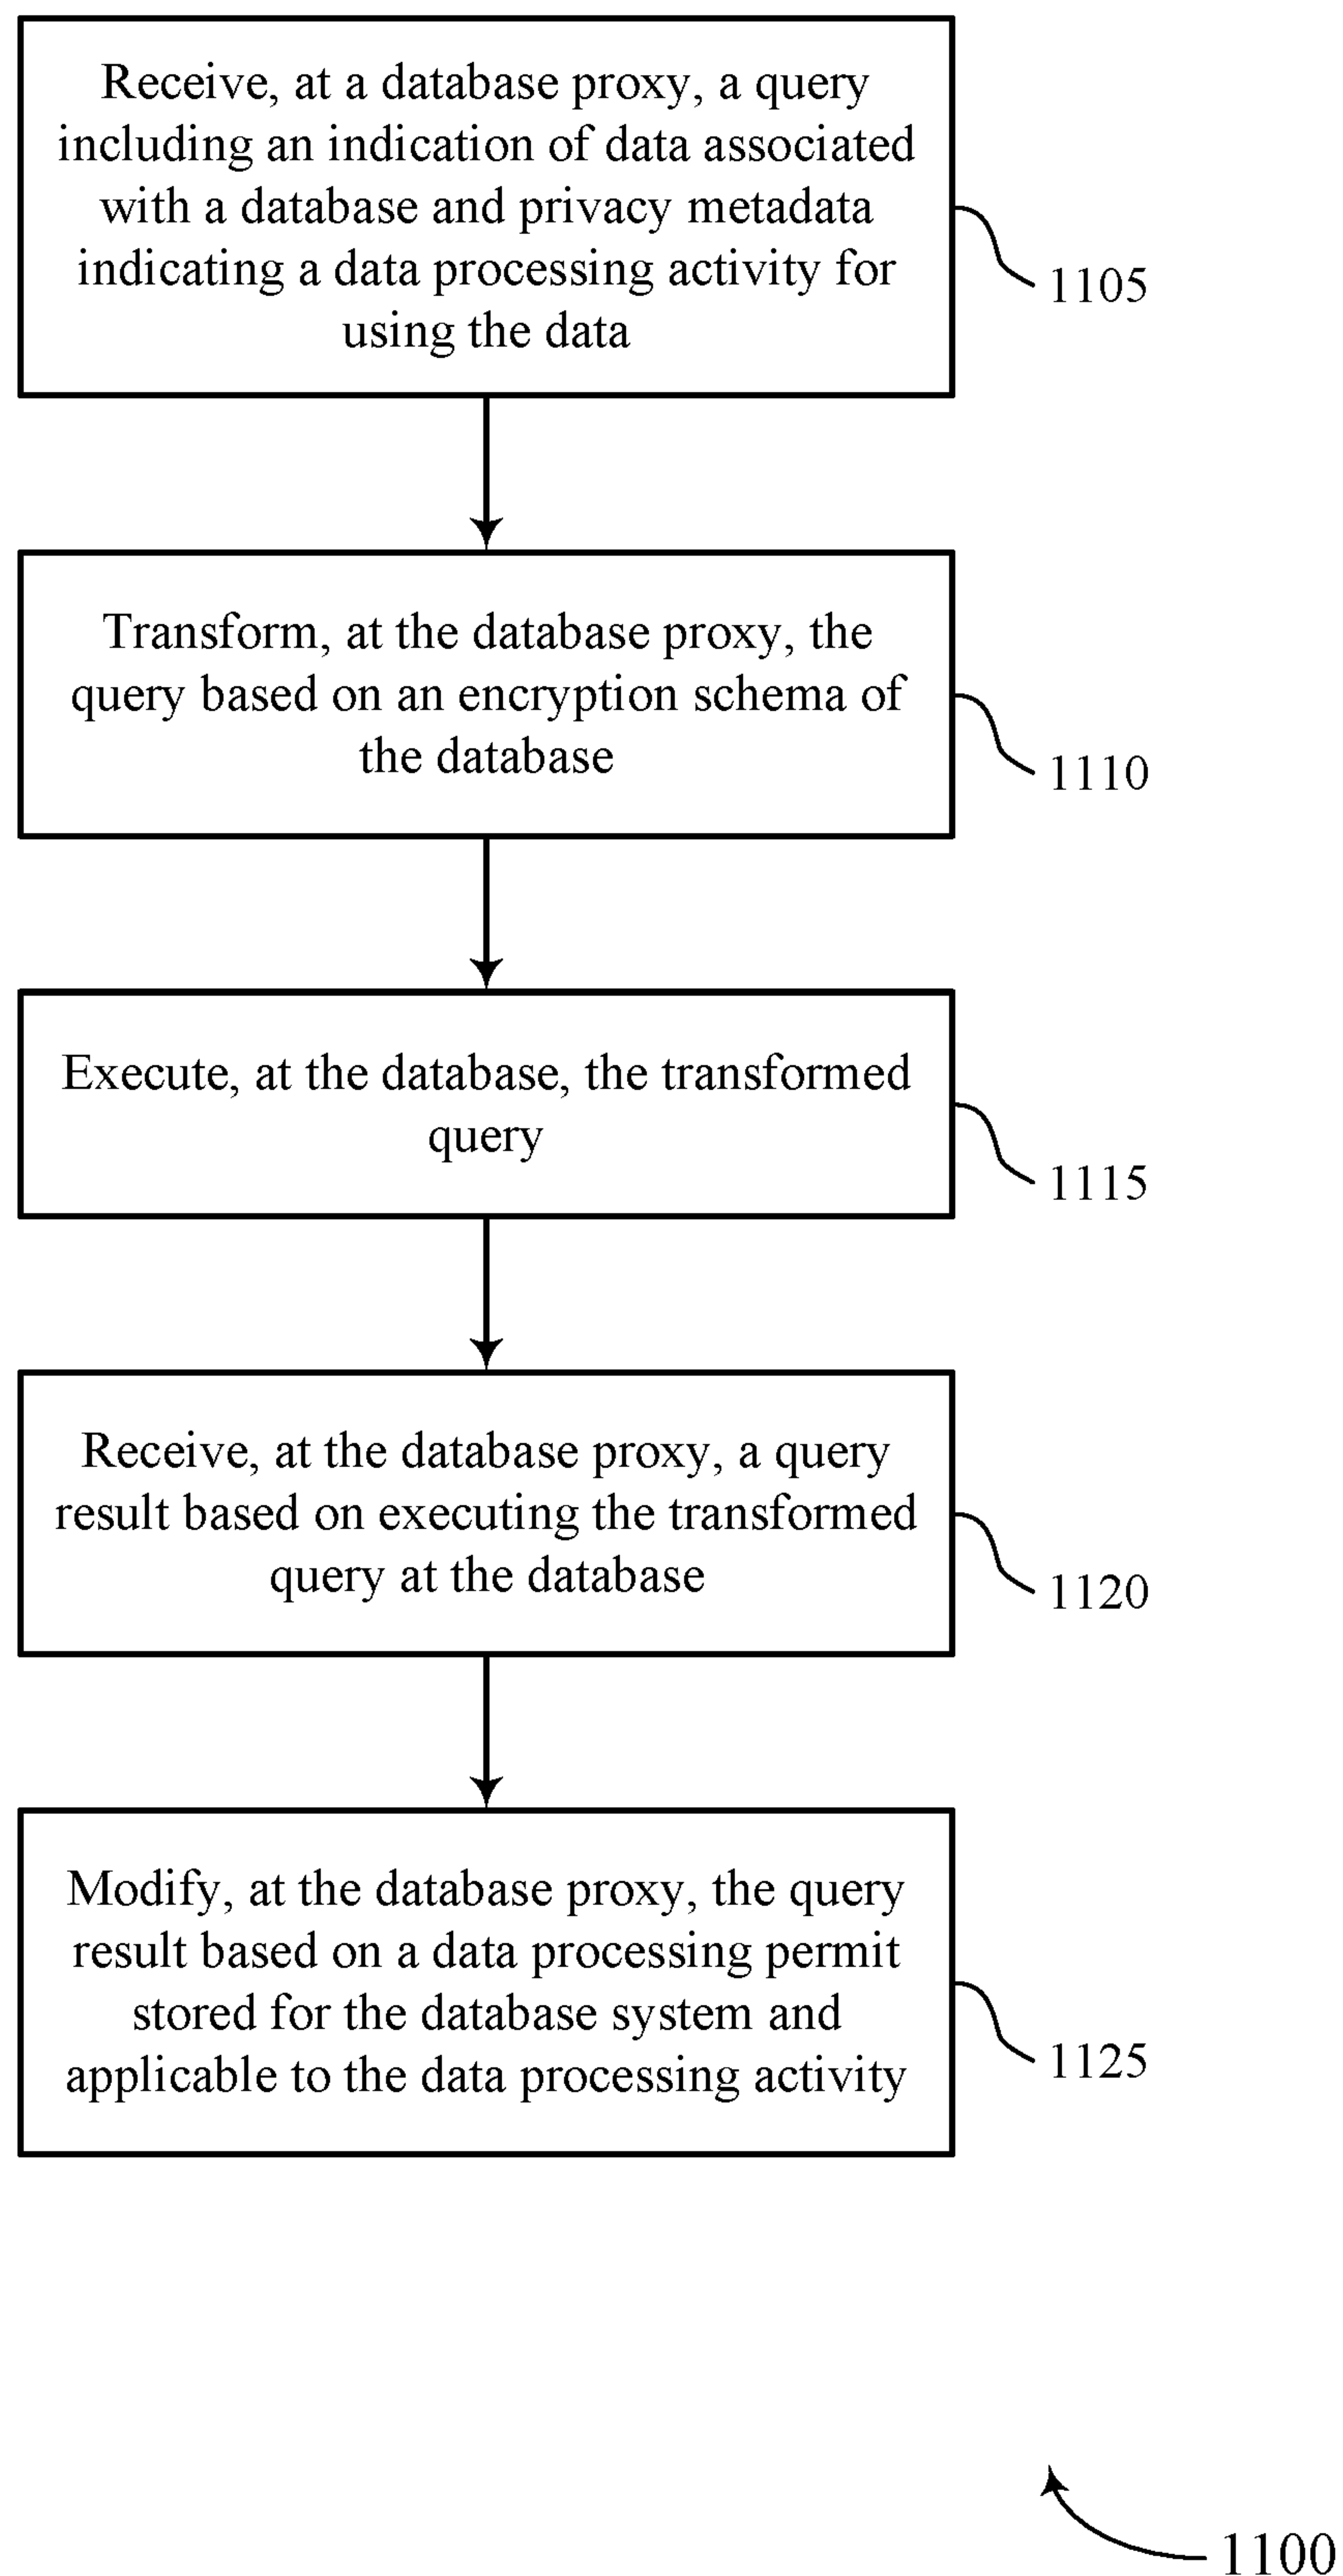 Receive, at a database proxy, a query
including an indication of data associated
with a database and privacy metadata
indicating a data processing activity for
using the data
1105
Transform, at the database proxy, the
query based on an encryption schema of
the database
1110
Execute, at the database, the transformed
query
1115
Receive, at the database proxy, a query
result based on executing the transformed
query at the database
1120
Modify, at the database proxy, the query
result based on a data processing permit
stored for the database system and
applicable to the data processing activity
1125
1100